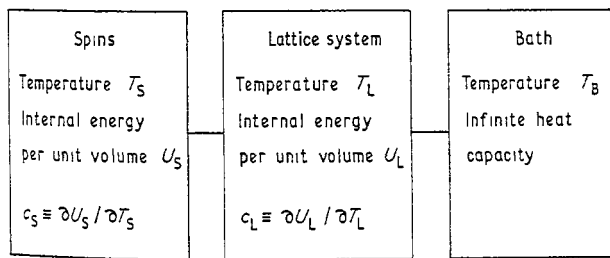 Spins
Temperature T_S
Internal energy
per unit volume U_S
c_S ≡ ∂U_S / ∂T_S
Lattice system
Temperature T_L
Internal energy
per unit volume U_L
c_L ≡ ∂U_L / ∂T_L
Bath
Temperature T_B
Infinite heat
capacity